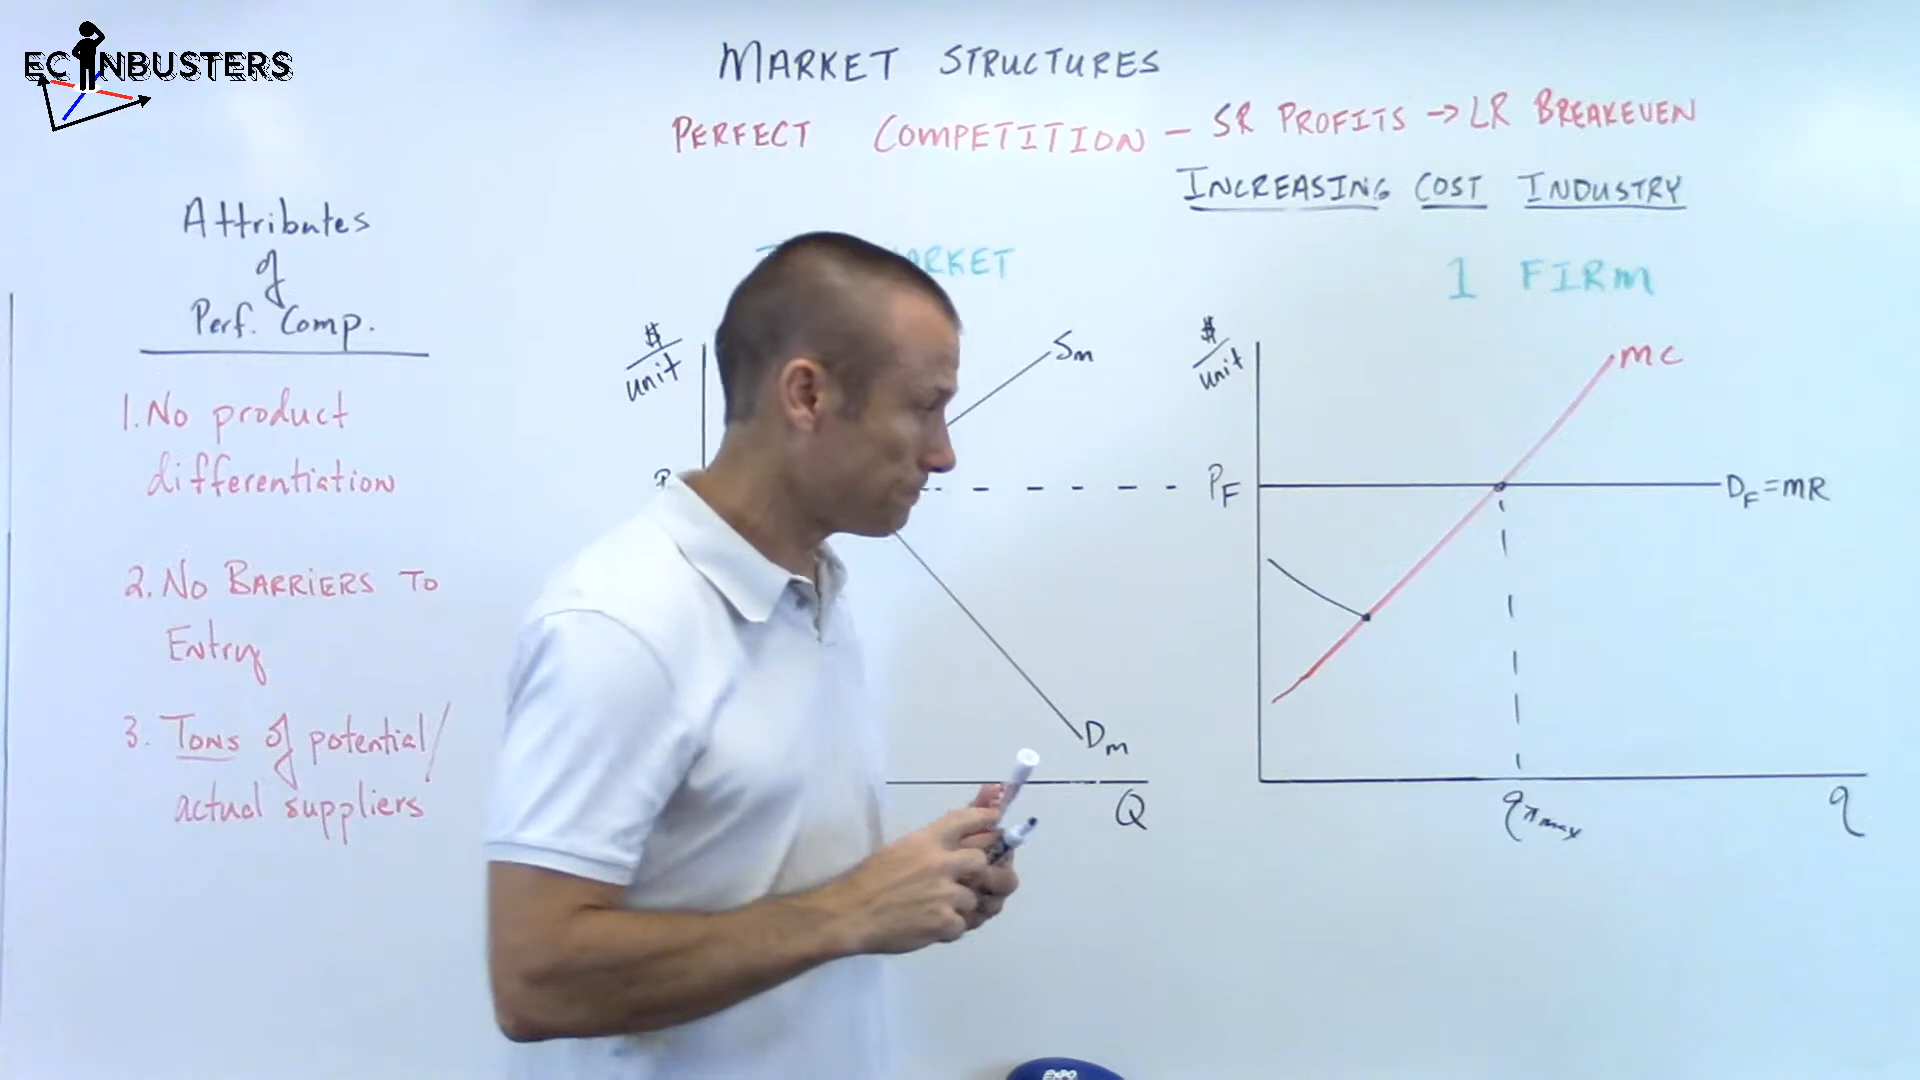 ECONBUSTERS
MARKET STRUCTURES
PERFECT COMPETITION – SR PROFITS → LR BREAKEVEN
INCREASING COST INDUSTRY
Attributes
of
Perf. Comp.
1. No product
differentiation
2. No BARRIERS TO
Entry
3. Tons of potential/
actual suppliers
$/unit
Sm
Dm
Q
1 FIRM
$/unit
MC
PF
DF=MR
qπmax
q